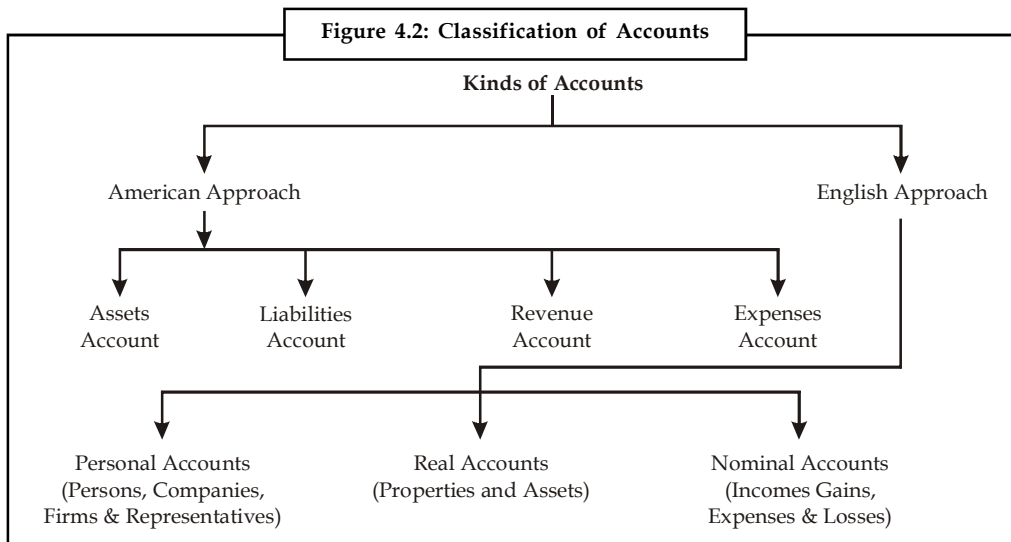 Figure 4.2: Classification of Accounts
Kinds of Accounts
American Approach
English Approach
Assets
Account
Liabilities
Account
Revenue
Account
Expenses
Account
Personal Accounts
(Persons, Companies,
Firms & Representatives)
Real Accounts
(Properties and Assets)
Nominal Accounts
(Incomes Gains,
Expenses & Losses)